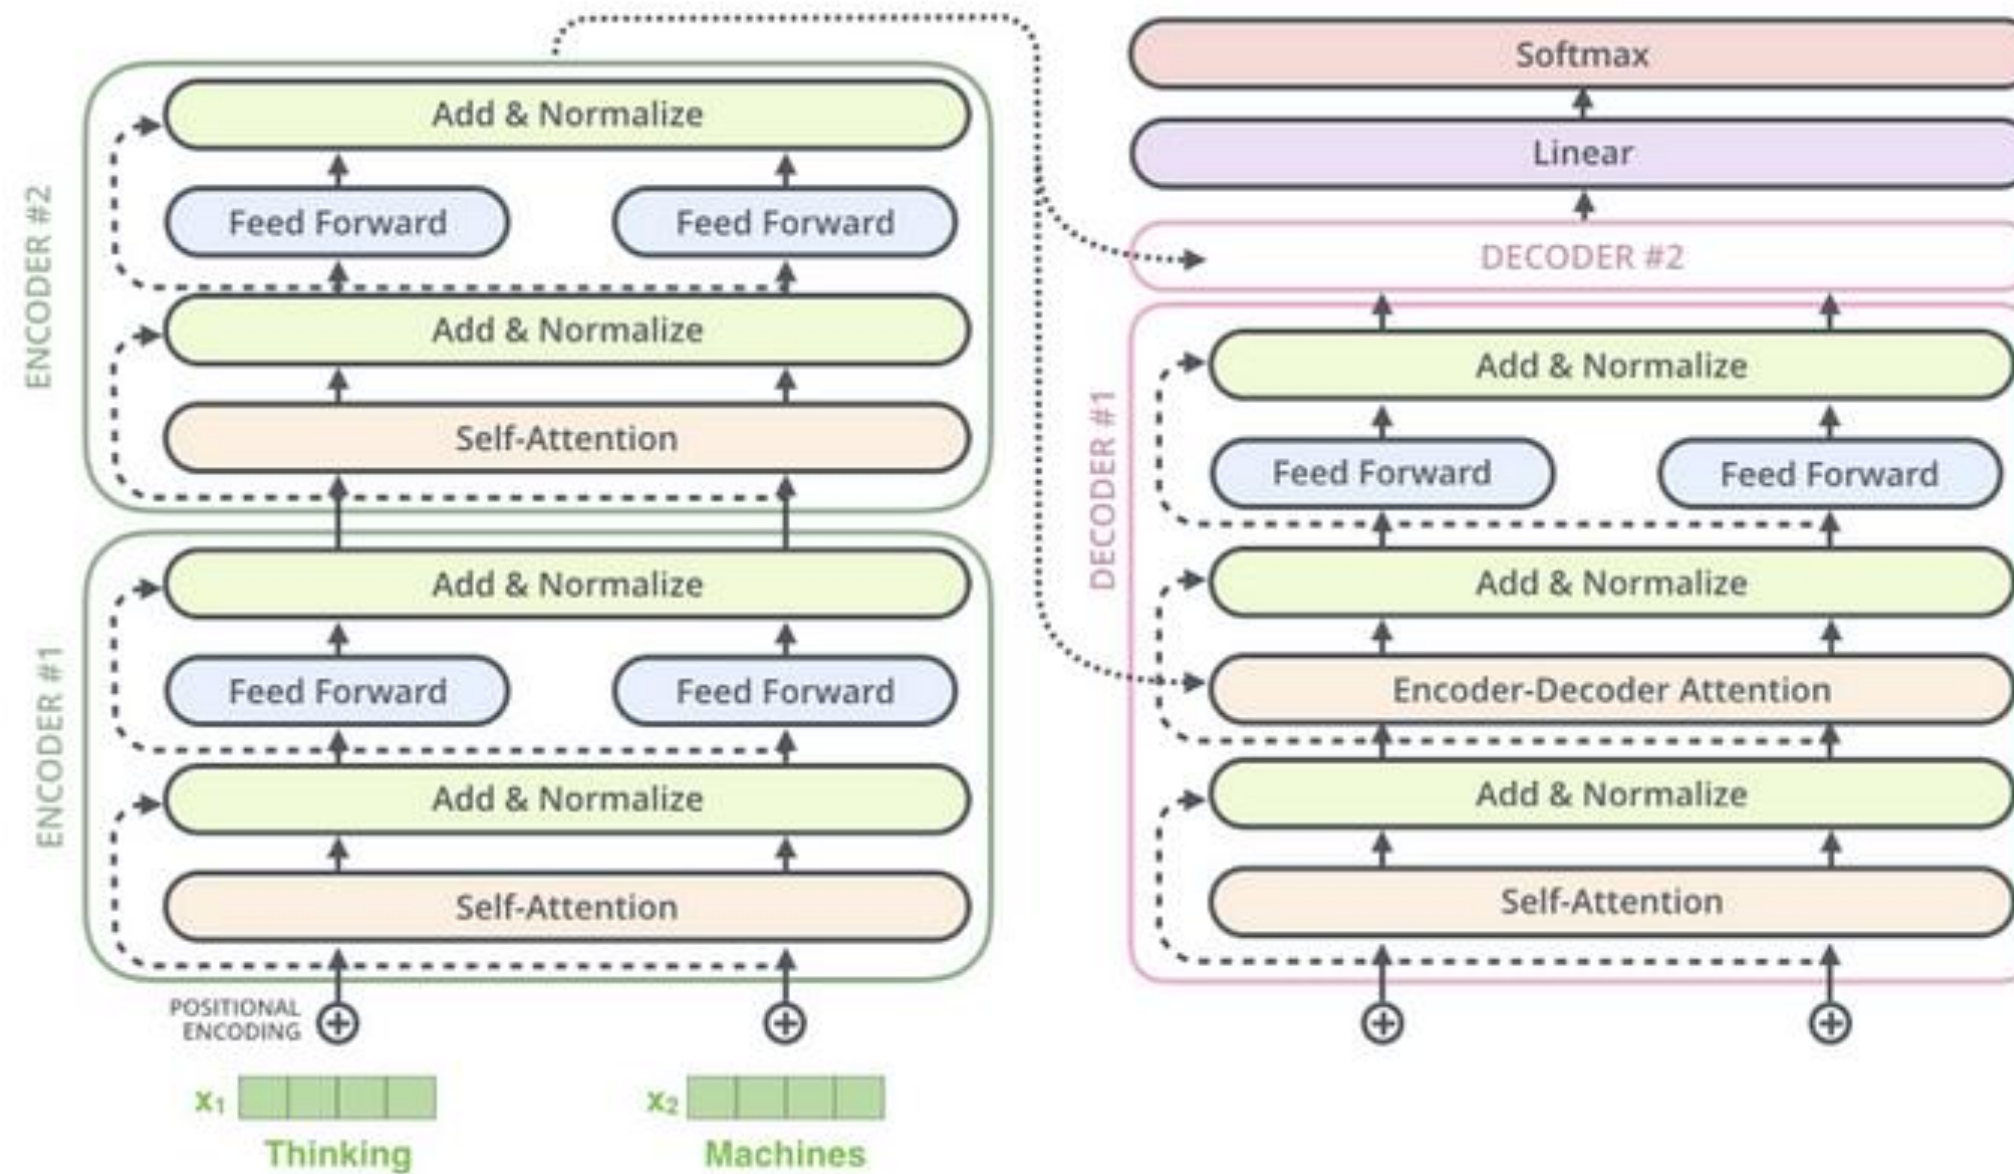 ENCODER #2
Add & Normalize
Feed Forward
Feed Forward
Add & Normalize
Self-Attention
ENCODER #1
Add & Normalize
Feed Forward
Feed Forward
Add & Normalize
Self-Attention
POSITIONAL
ENCODING
x₁
x₂
Thinking
Machines
Softmax
Linear
DECODER #2
DECODER #1
Add & Normalize
Feed Forward
Feed Forward
Add & Normalize
Encoder-Decoder Attention
Add & Normalize
Self-Attention